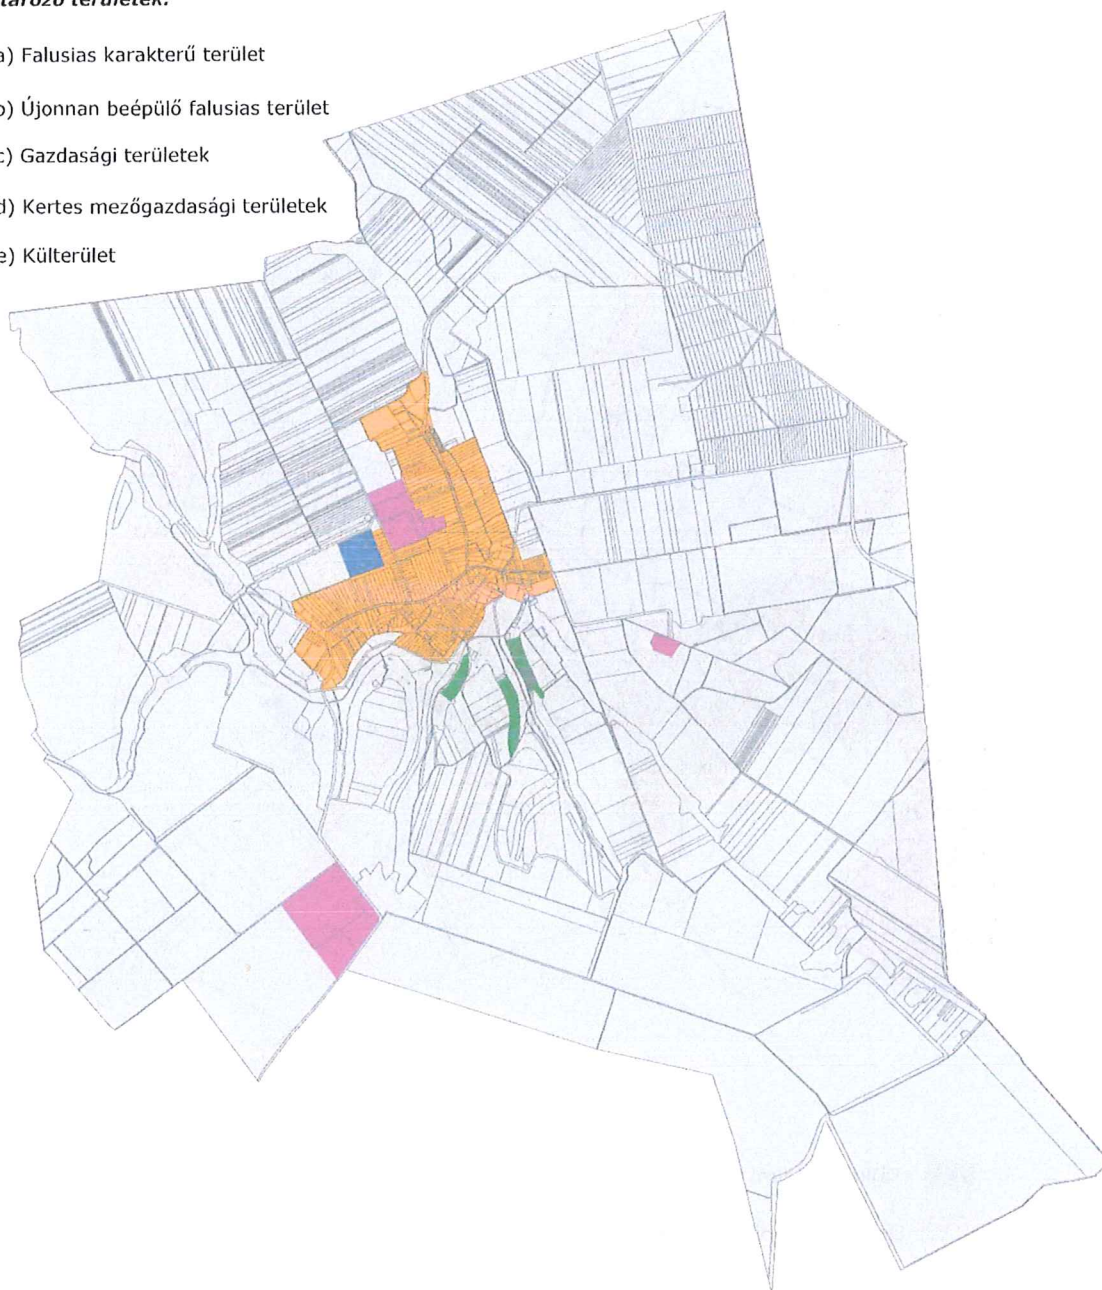 a) Falusias karakterű terület
b) Újonnan beépülő falusias terület
c) Gazdasági területek
d) Kertes mezőgazdasági területek
e) Külterület